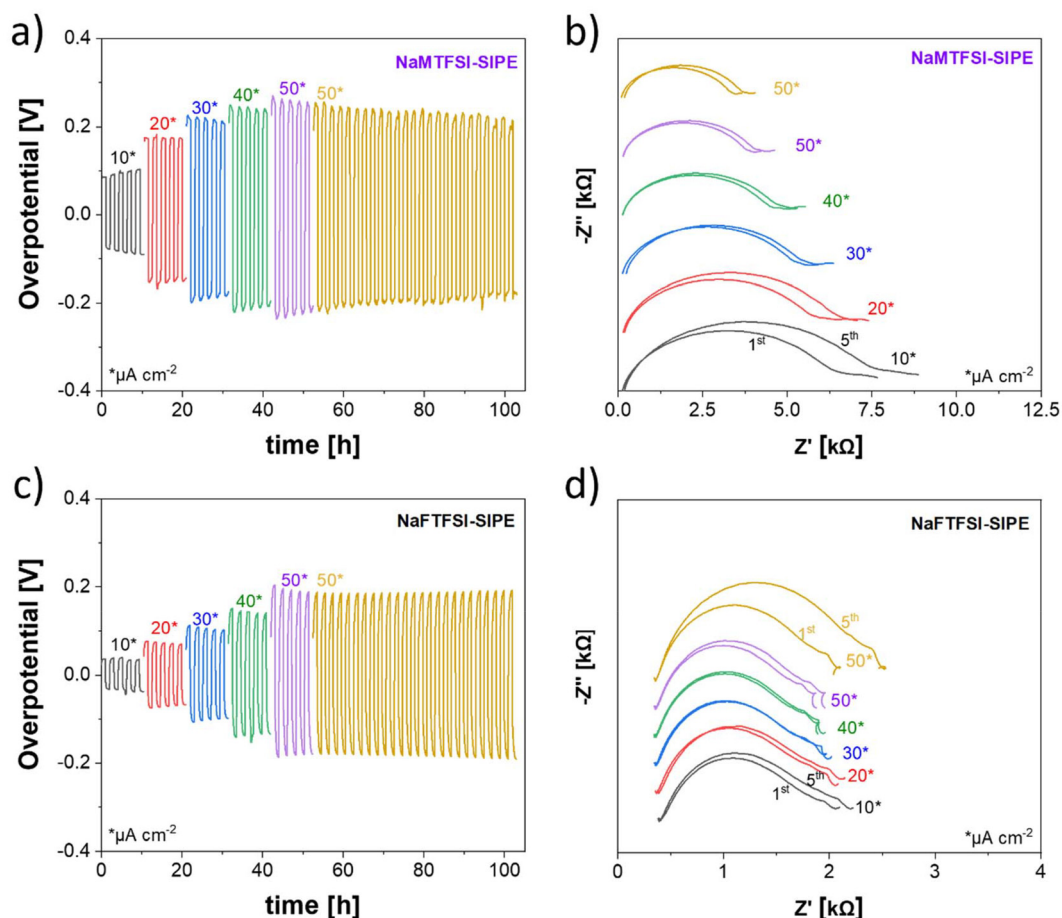 a)
NaMTFSI-SIPE
0.4
0.2
0.0
-0.2
-0.4
Overpotential [V]
10*
20*
30*
40*
50*
50*
*µA cm-2
0
20
40
60
80
100
time [h]
b)
NaMTFSI-SIPE
-Z'' [kΩ]
50*
50*
40*
30*
20*
5th
1st
10*
*µA cm-2
0.0
2.5
5.0
7.5
10.0
12.5
Z' [kΩ]
c)
NaFTFSI-SIPE
0.4
0.2
0.0
-0.2
-0.4
Overpotential [V]
10*
20*
30*
40*
50*
50*
*µA cm-2
0
20
40
60
80
100
time [h]
d)
NaFTFSI-SIPE
-Z'' [kΩ]
5th
1st
50*
50*
40*
30*
20*
5th
1st
10*
*µA cm-2
0
1
2
3
4
Z' [kΩ]